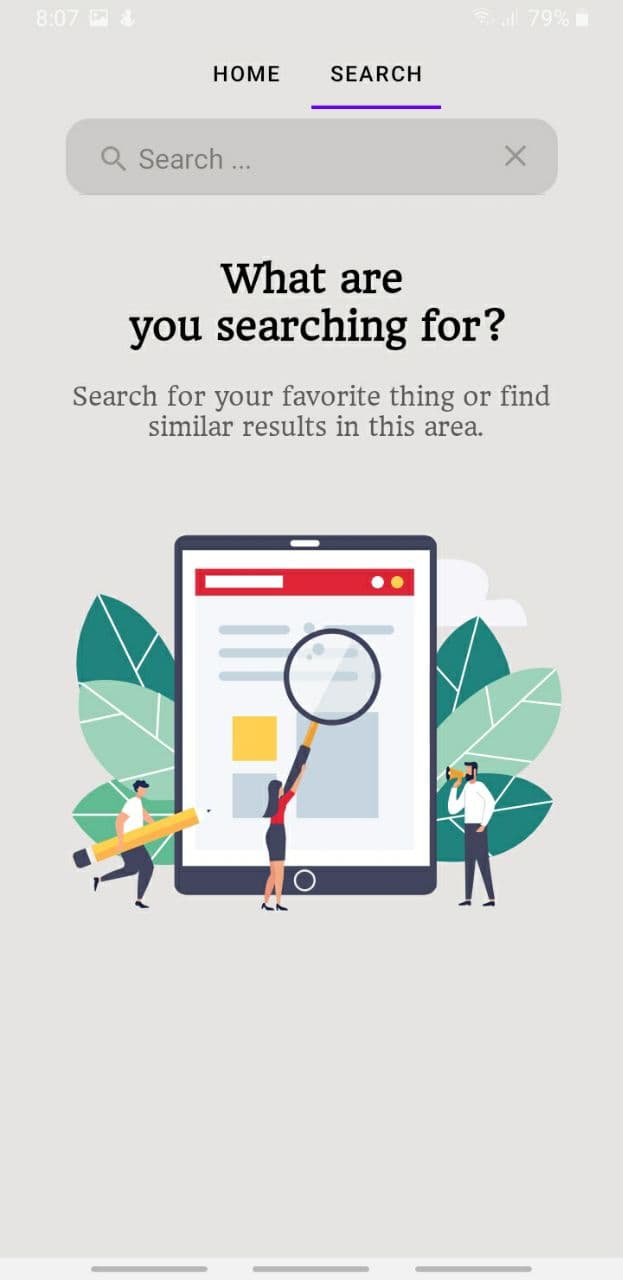 8:07 79%
HOME SEARCH
Search ...
What are
you searching for?
Search for your favorite thing or find
similar results in this area.